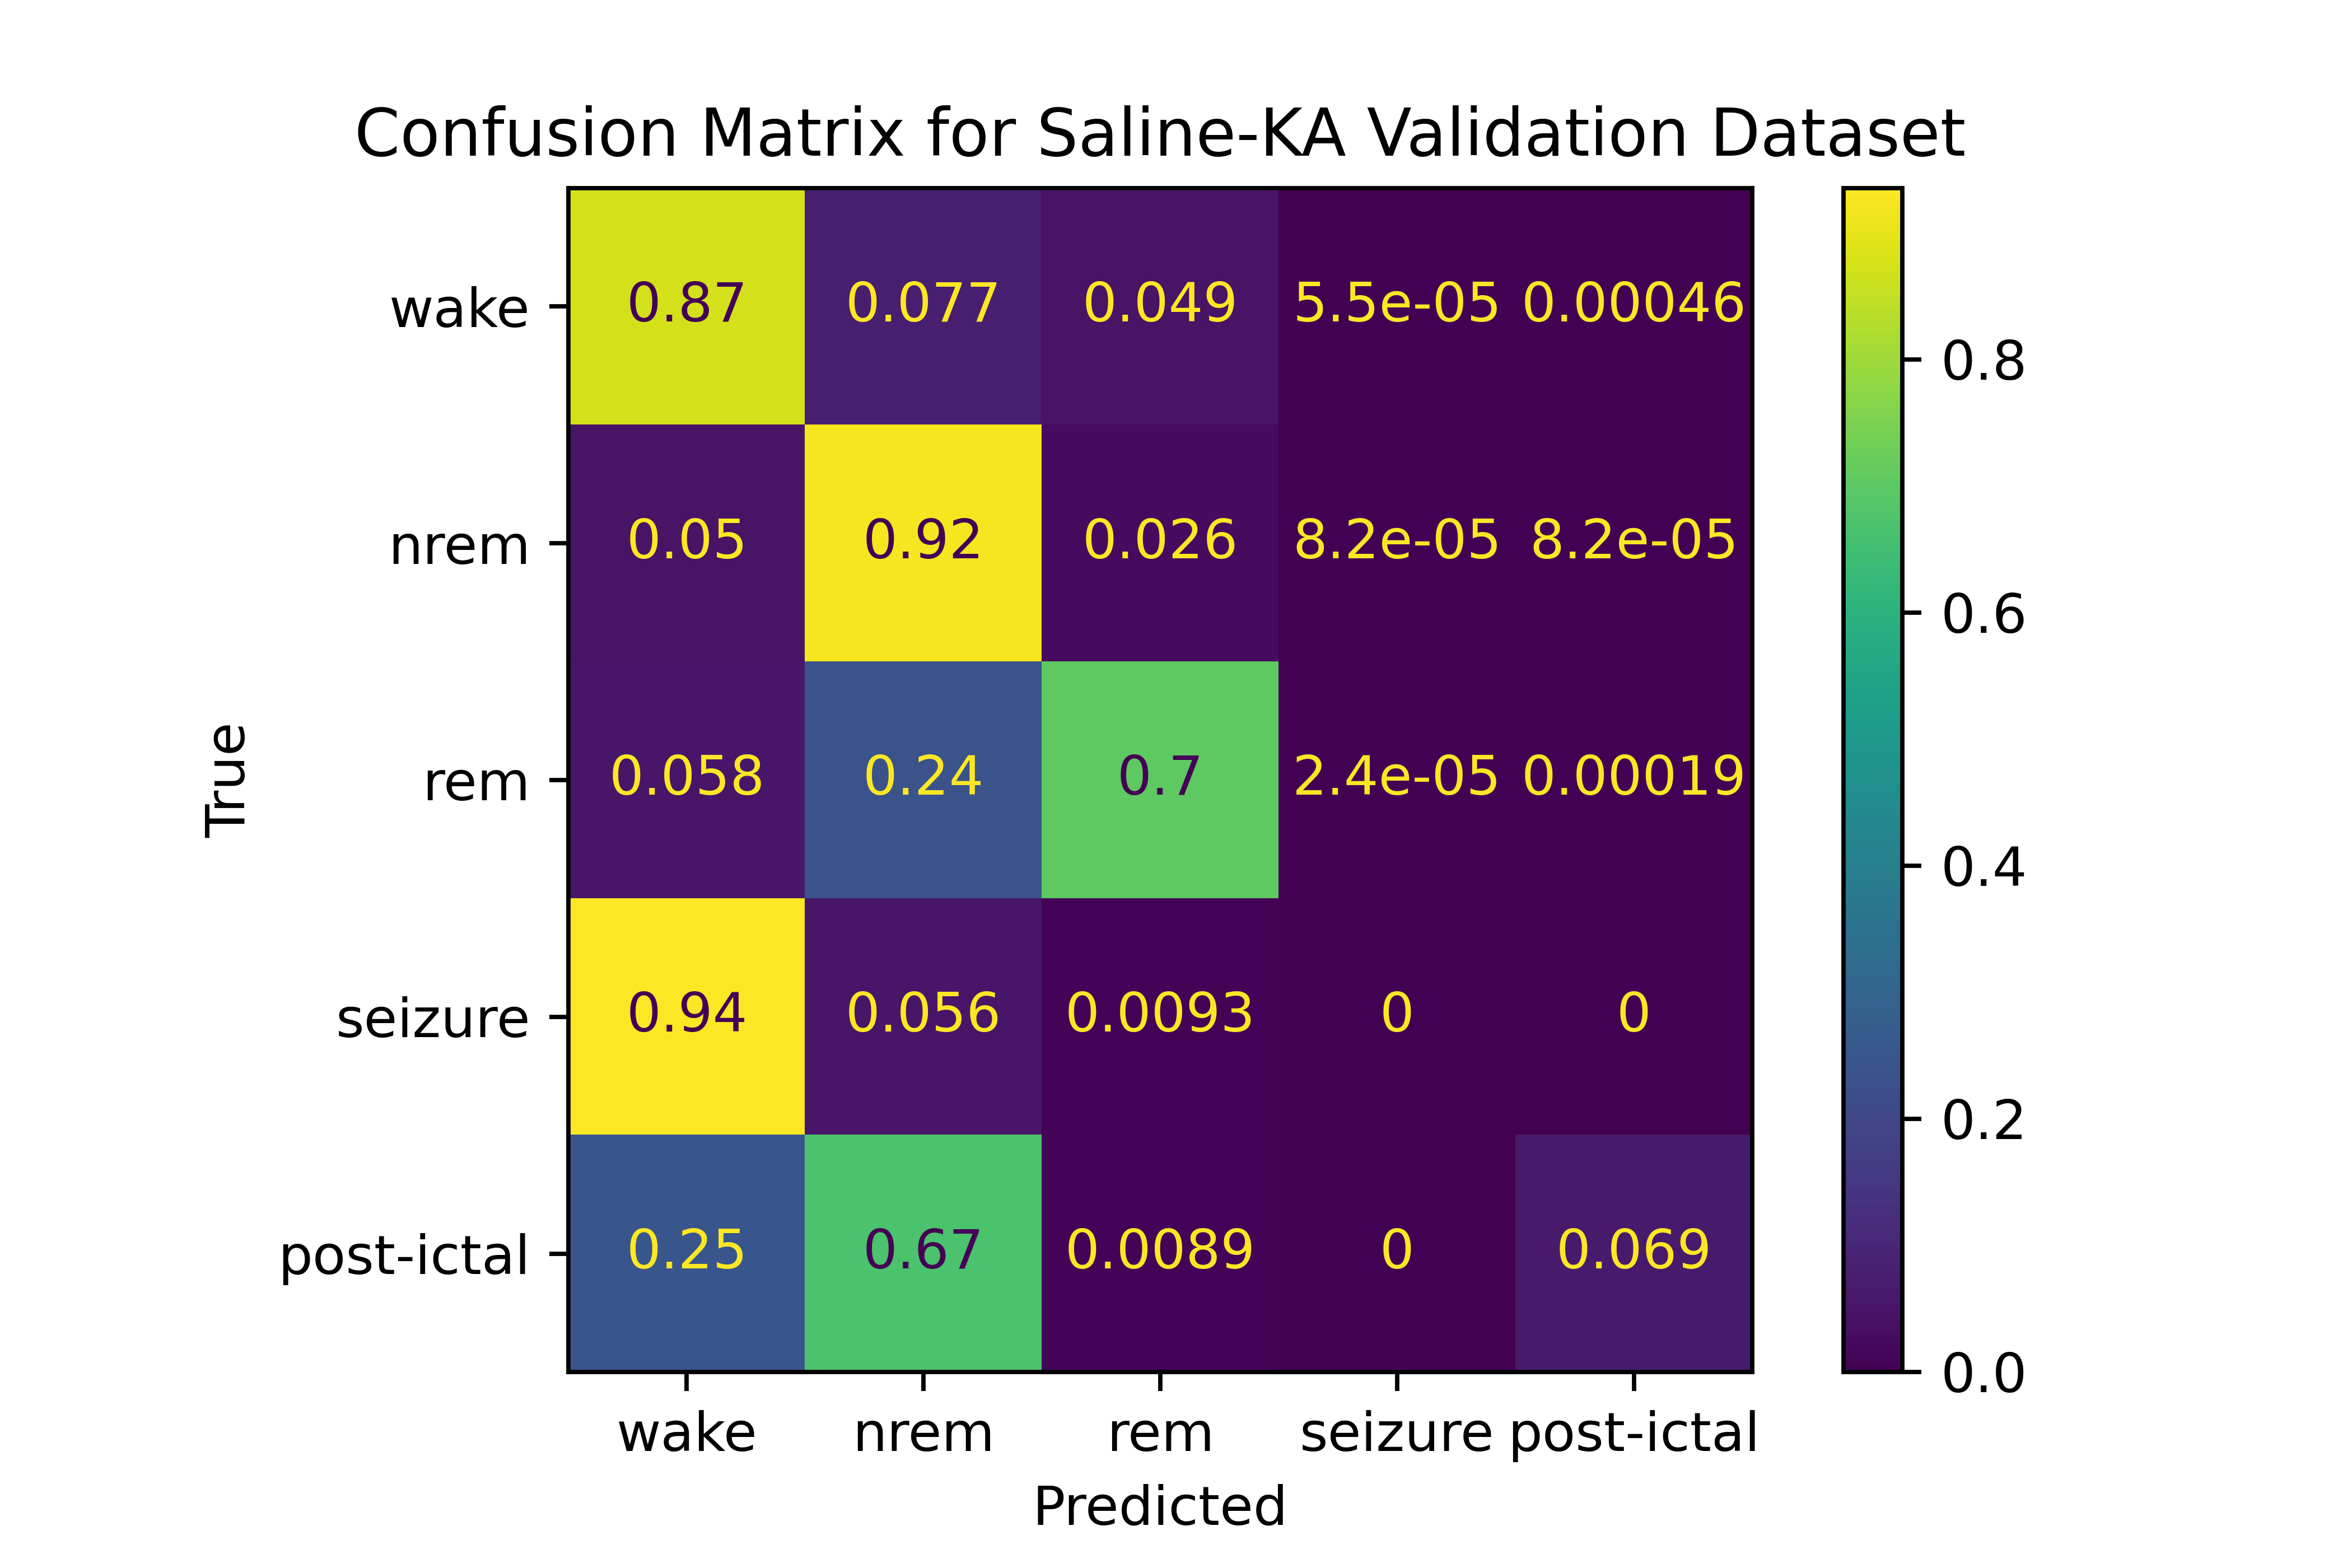 Confusion Matrix for Saline-KA Validation Dataset
True
wake 0.87 0.077 0.049 5.5e-05 0.00046
nrem 0.05 0.92 0.026 8.2e-05 8.2e-05
rem 0.058 0.24 0.7 2.4e-05 0.00019
seizure 0.94 0.056 0.0093 0 0
post-ictal 0.25 0.67 0.0089 0 0.069
wake nrem rem seizure post-ictal
Predicted
0.8
0.6
0.4
0.2
0.0